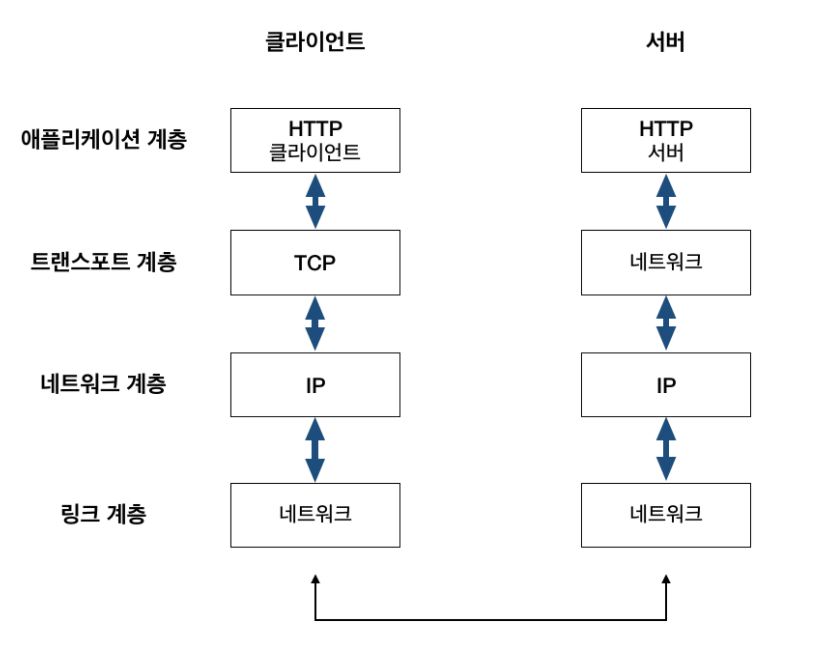 클라이언트
서버
애플리케이션 계층
HTTP
클라이언트
HTTP
서버
트랜스포트 계층
TCP
네트워크
네트워크 계층
IP
IP
링크 계층
네트워크
네트워크